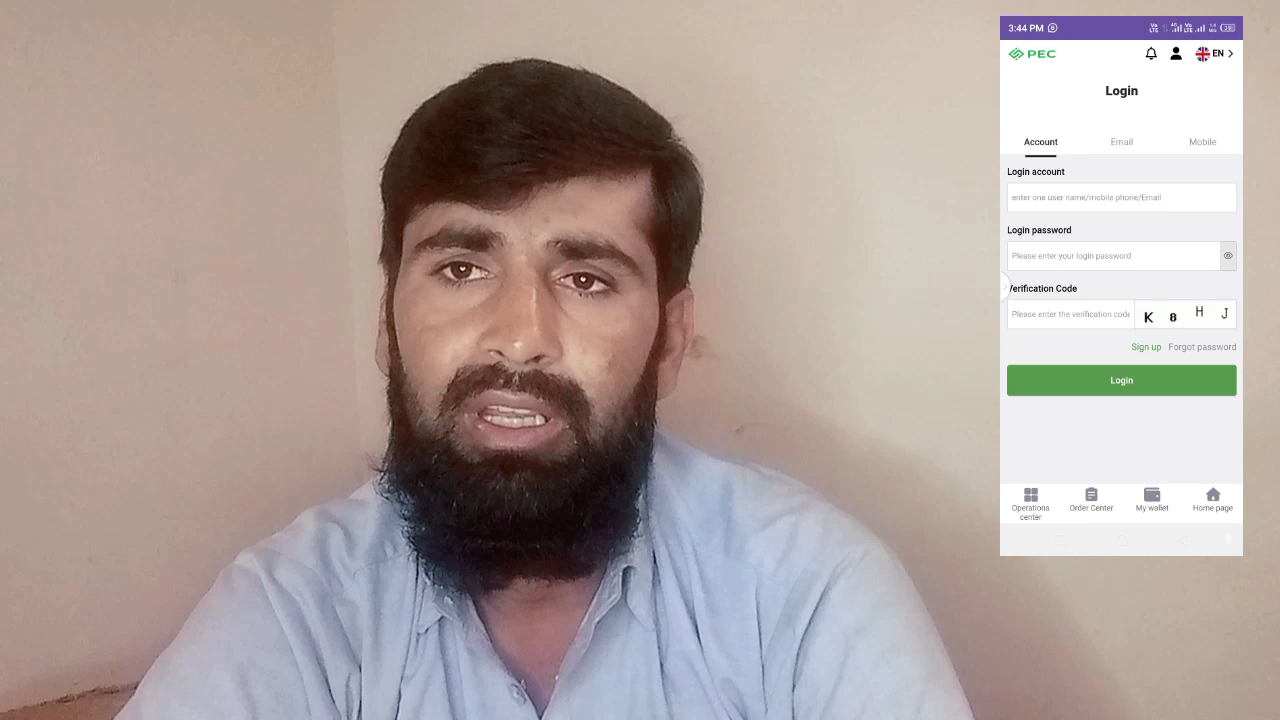 3:44 PM
PEC
EN
Login
Account Email Mobile
Login account
enter one user name/mobile phone/Email
Login password
Please enter your login password
Verification Code
Please enter the verification code
K 8 H J
Sign up Forgot password
Login
Operations center
Order Center
My wallet
Home page